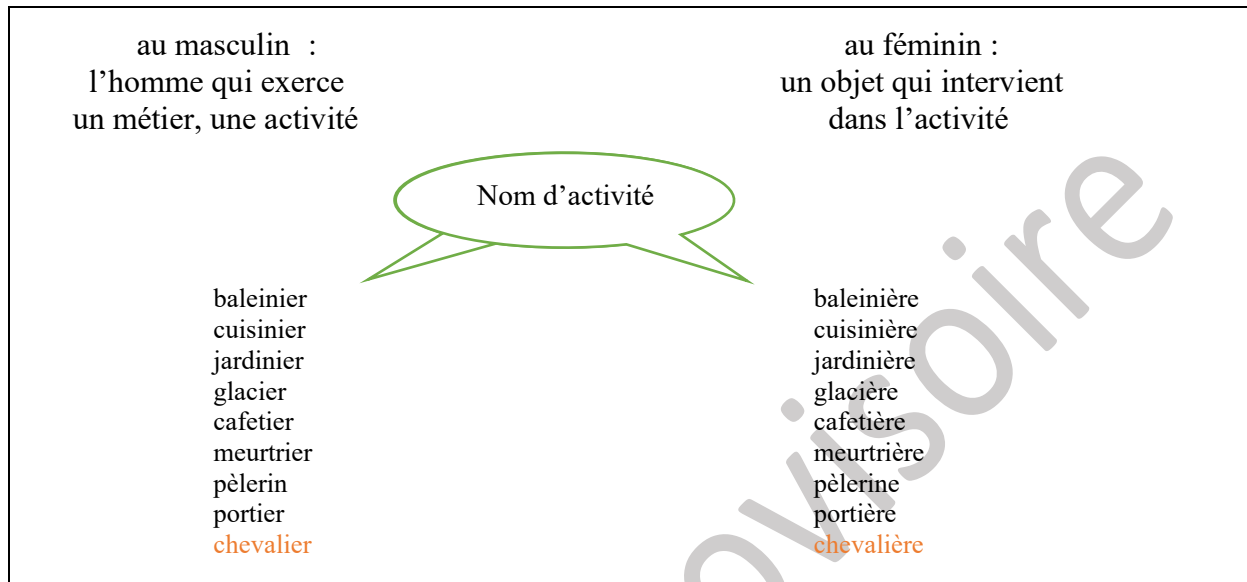 au masculin :
l'homme qui exerce
un métier, une activité
au féminin :
un objet qui intervient
dans l'activité
Nom d'activité
baleinier
cuisinier
jardinier
glacier
cafetier
meurtrier
pèlerin
portier
chevalier
baleinière
cuisinière
jardinière
glacière
cafetière
meurtrière
pèlerine
portière
chevalière
ovisoire